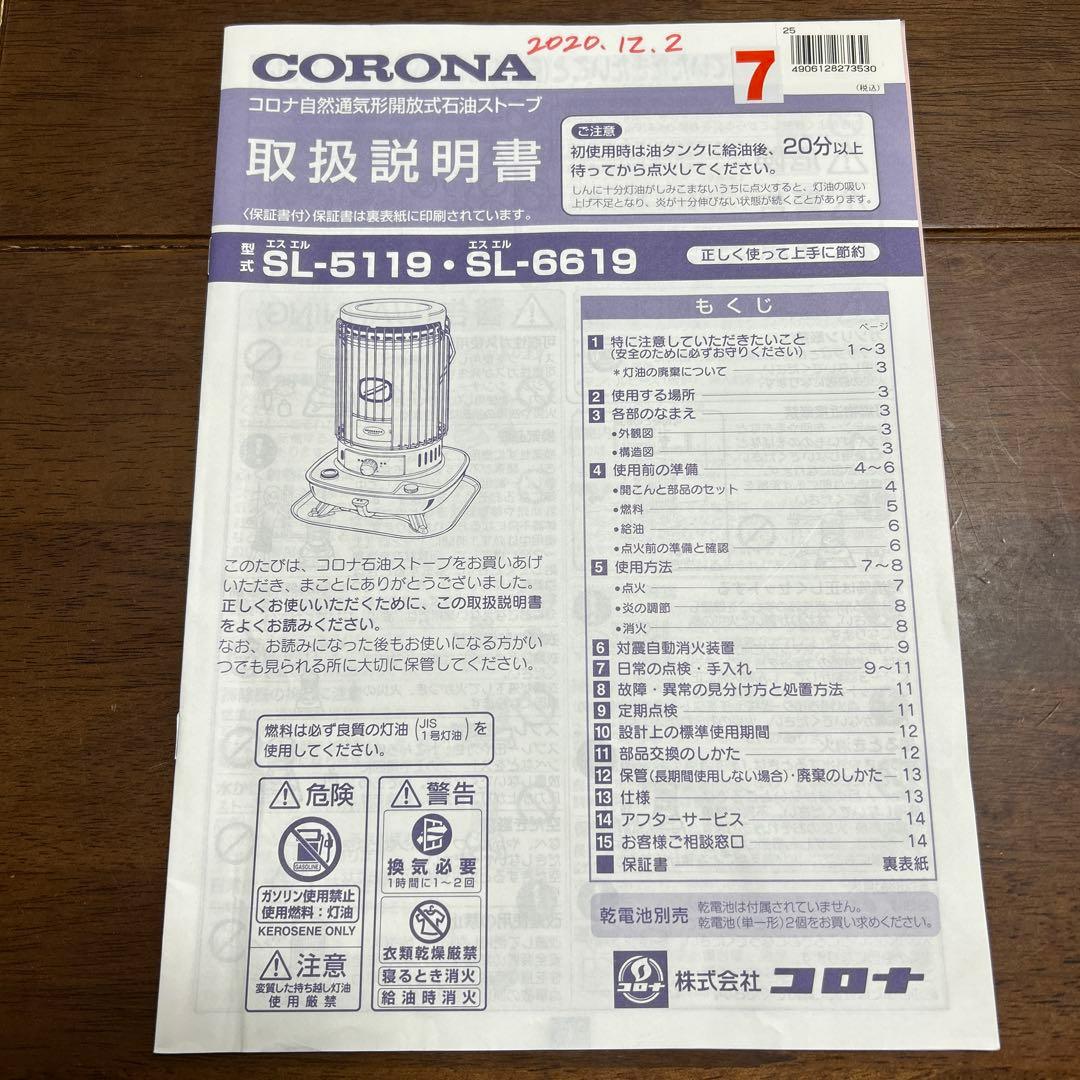 2020.12.2
25
4906128273530
(税込)
7
CORONA
コロナ自然通気形開放式石油ストーブ
取扱説明書
〈保証書付〉保証書は裏表紙に印刷されています。
ご注意
初使用時は油タンクに給油後、20分以上
待ってから点火してください。
しんに十分灯油がしみこまないうちに点火すると、灯油の吸い
上げ不足となり、炎が十分伸びない状態が続くことがあります。
型式 エス エル エス エル
SL-5119・SL-6619
正しく使って上手に節約
もくじ
ページ
1 特に注意していただきたいこと
(安全のために必ずお守りください) 1〜3
＊灯油の廃棄について 3
2 使用する場所 3
3 各部のなまえ 3
●外観図 3
●構造図 3
4 使用前の準備 4〜6
●開こんと部品のセット 4
●燃料 5
●給油 6
●点火前の準備と確認 6
5 使用方法 7〜8
●点火 7
●炎の調節 8
●消火 8
6 対震自動消火装置 9
7 日常の点検・手入れ 9〜11
8 故障・異常の見分け方と処置方法 11
9 定期点検 11
10 設計上の標準使用期間 12
11 部品交換のしかた 12
12 保管(長期間使用しない場合)・廃棄のしかた 13
13 仕様 13
14 アフターサービス 14
15 お客様ご相談窓口 14
■ 保証書 裏表紙
このたびは、コロナ石油ストーブをお買いあげ
いただき、まことにありがとうございました。
正しくお使いいただくために、この取扱説明書
をよくお読みください。
なお、お読みになった後もお使いになる方がい
つでも見られる所に大切に保管してください。
燃料は必ず良質の灯油(JIS 1号灯油)を
使用してください。
危険
GASOLINE
ガソリン使用禁止
使用燃料：灯油
KEROSENE ONLY
注意
変質した持ち越し灯油
使用厳禁
警告
換気必要
1時間に1〜2回
衣類乾燥厳禁
寝るとき消火
給油時消火
乾電池別売
乾電池は付属されていません。
乾電池(単一形)2個をお買い求めください。
コロナ
株式会社 コロナ